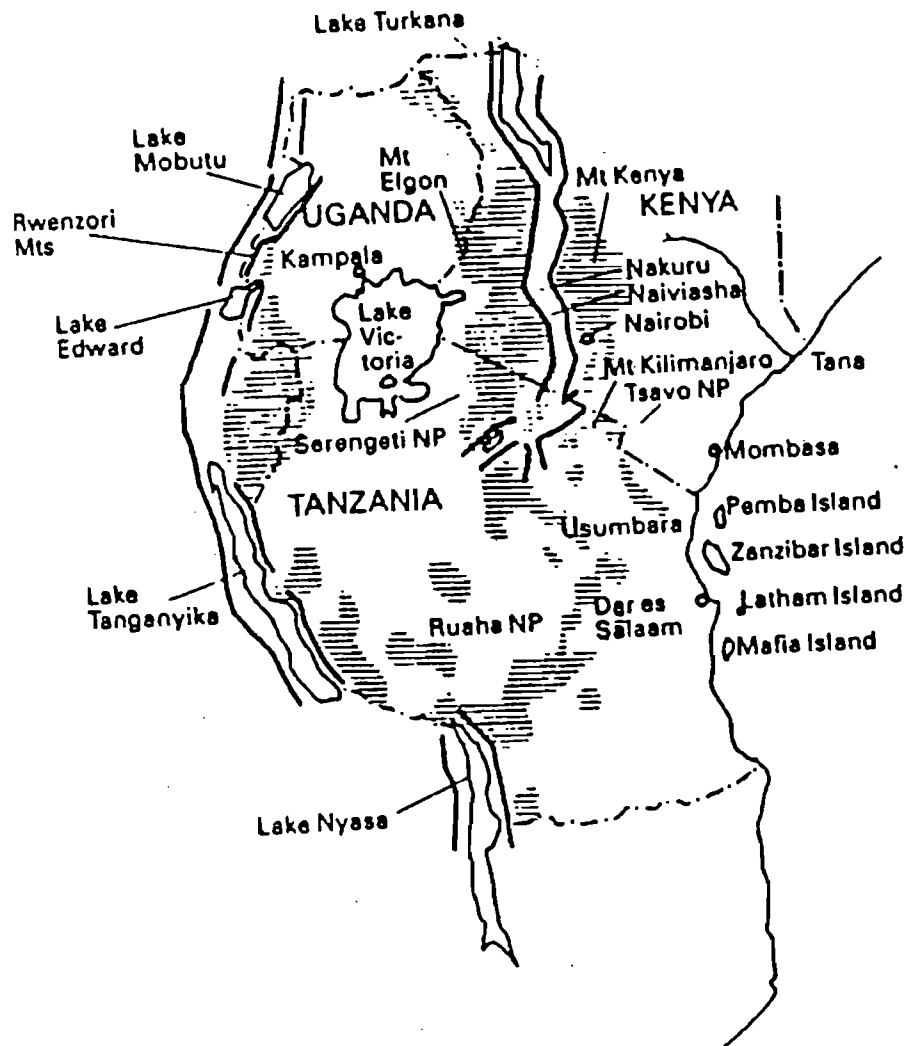 Lake Turkana
Lake
Mobutu
Mt
Elgon
Mt Kenya
UGANDA
KENYA
Rwenzori
Mts
Kampala
Nakuru
Naiviasha
Nairobi
Lake
Edward
Lake
Vic-
toria
Mt Kilimanjaro
Tsavo NP
Tana
Serengeti NP
Mombasa
TANZANIA
Pemba Island
Usumbara
Zanzibar Island
Lake
Tanganyika
Ruaha NP
Dar es
Salaam
Latham Island
Mafia Island
Lake Nyasa